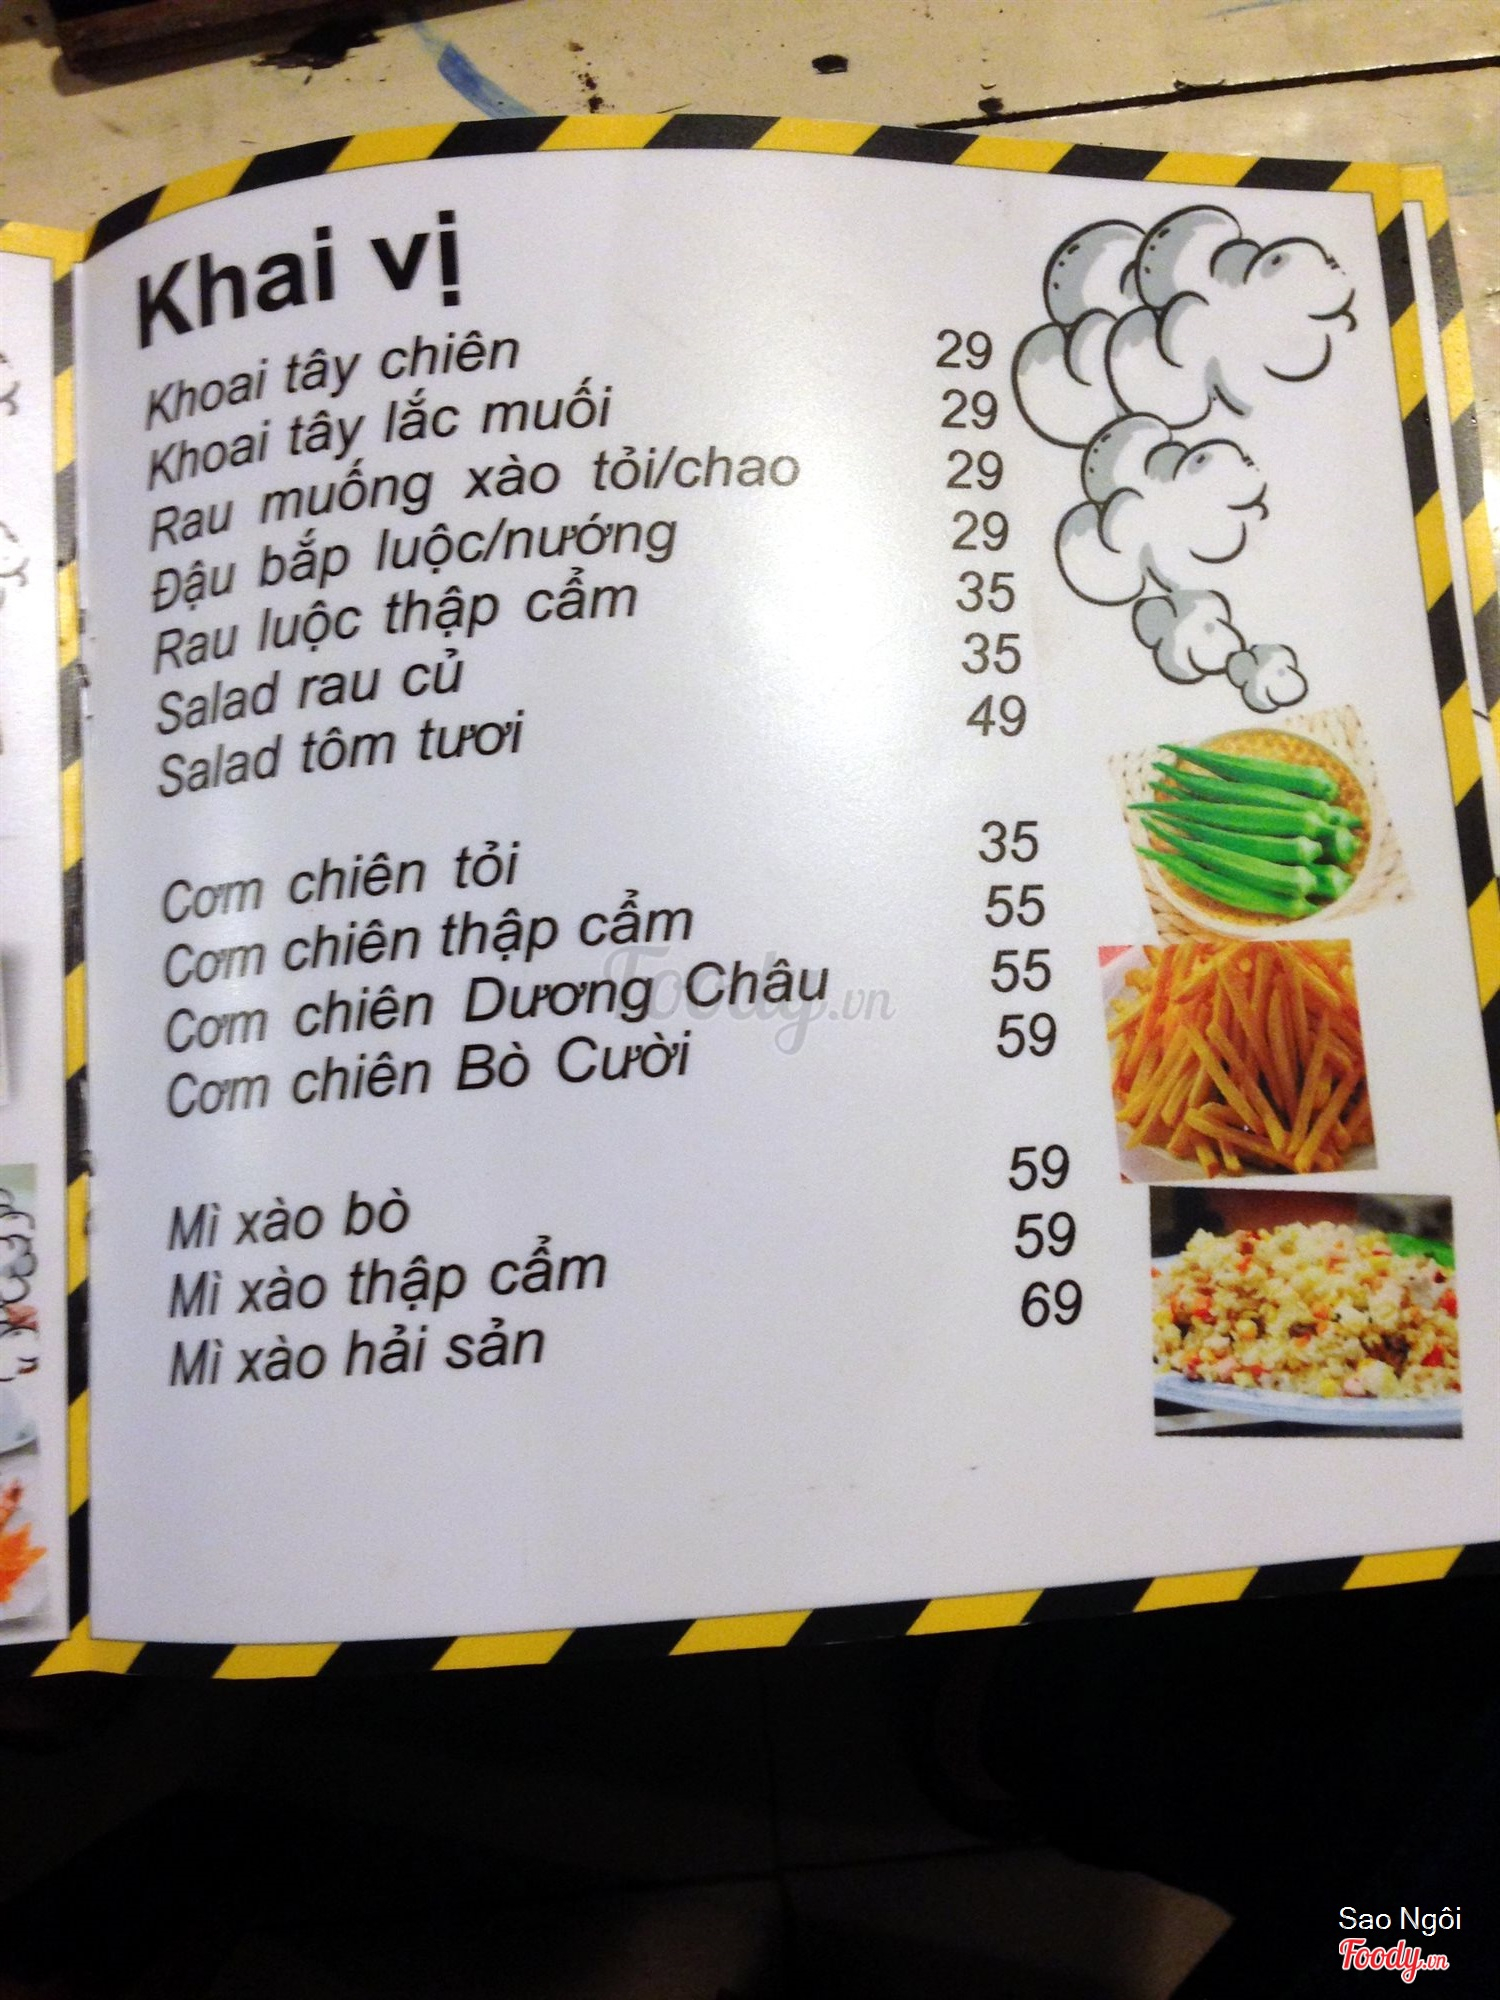 Khai vị
Khoai tây chiên 29
Khoai tây lắc muối 29
Rau muống xào tỏi/chao 29
Đậu bắp luộc/nướng 29
Rau luộc thập cẩm 35
Salad rau củ 35
Salad tôm tươi 49
Cơm chiên tỏi 35
Cơm chiên thập cẩm 55
Cơm chiên Dương Châu 55
Cơm chiên Bò Cười 59
Mì xào bò 59
Mì xào thập cẩm 59
Mì xào hải sản 69
Foody.vn
Sao Ngôi
Foody.vn